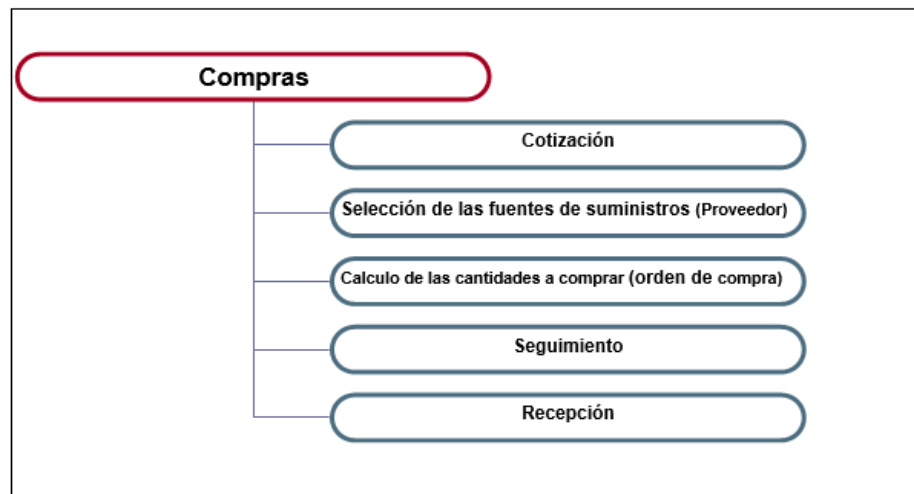 Compras
Cotización
Selección de las fuentes de suministros (Proveedor)
Calculo de las cantidades a comprar (orden de compra)
Seguimiento
Recepción